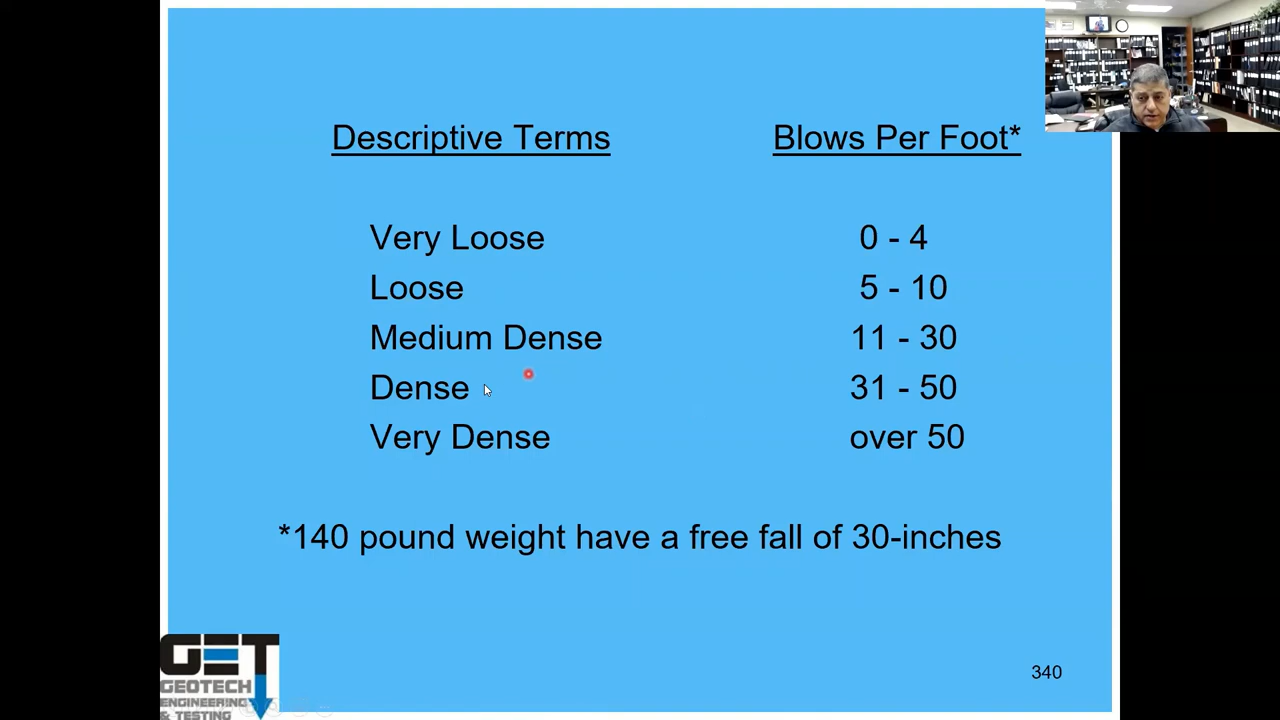 Descriptive Terms Blows Per Foot*
Very Loose 0 - 4
Loose 5 - 10
Medium Dense 11 - 30
Dense 31 - 50
Very Dense over 50
*140 pound weight have a free fall of 30-inches
GET
GEOTECH
ENGINEERING
& TESTING
340